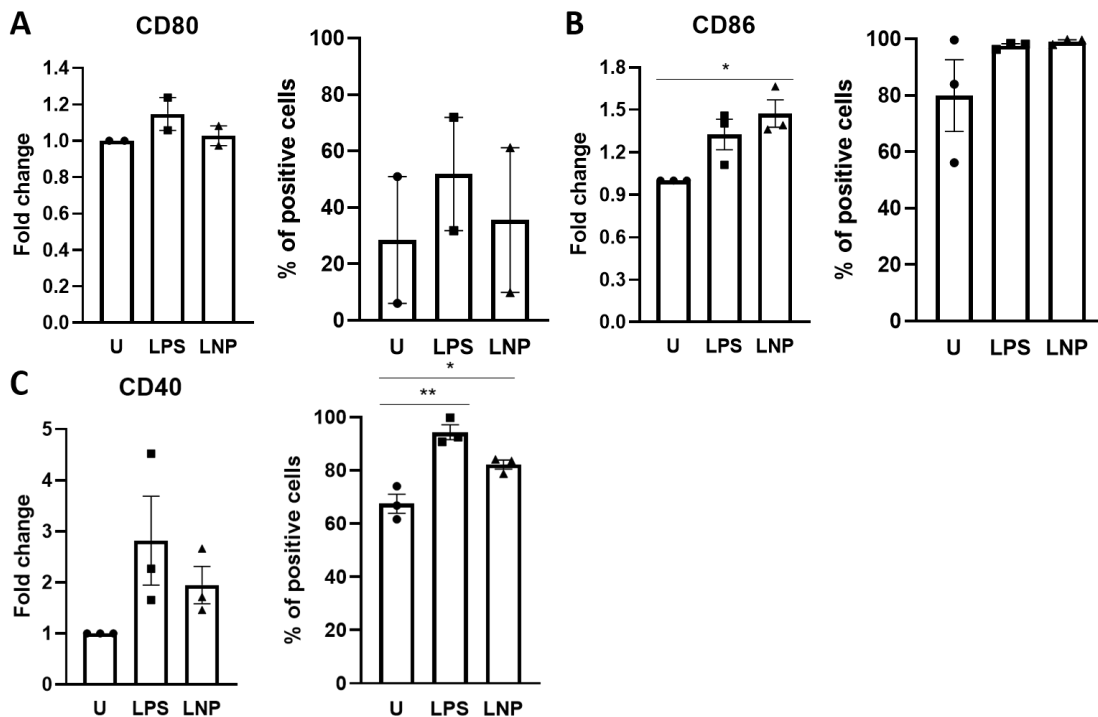 A
CD80
Fold change
1.4
1.2
1.0
0.8
0.6
0.4
0.2
0.0
U LPS LNP
% of positive cells
100
80
60
40
20
0
U LPS LNP
B
CD86
Fold change
1.8
1.5
1.2
0.9
0.6
0.3
0.0
*
U LPS LNP
% of positive cells
100
80
60
40
20
0
U LPS LNP
C
CD40
Fold change
5
4
3
2
1
0
U LPS LNP
*
**
% of positive cells
100
80
60
40
20
0
U LPS LNP